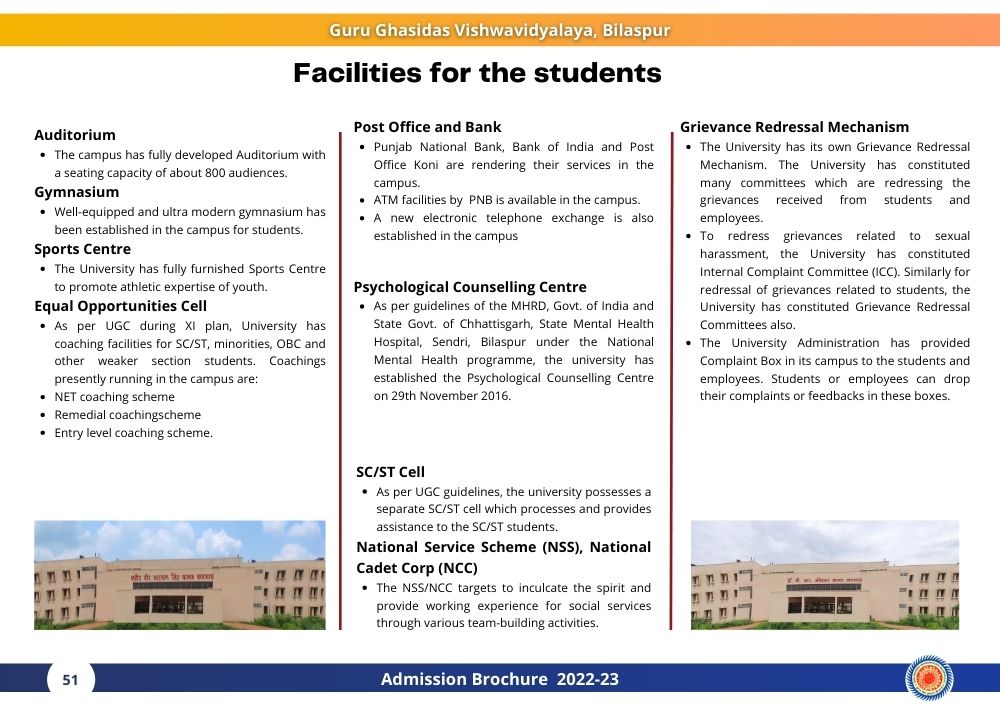 Guru Ghasidas Vishwavidyalaya, Bilaspur
Facilities for the students
Auditorium
• The campus has fully developed Auditorium with
a seating capacity of about 800 audiences.
Gymnasium
• Well-equipped and ultra modern gymnasium has
been established in the campus for students.
Sports Centre
• The University has fully furnished Sports Centre
to promote athletic expertise of youth.
Equal Opportunities Cell
• As per UGC during XI plan, University has
coaching facilities for SC/ST, minorities, OBC and
other weaker section students. Coachings
presently running in the campus are:
• NET coaching scheme
• Remedial coachingscheme
• Entry level coaching scheme.
Post Office and Bank
• Punjab National Bank, Bank of India and Post
Office Koni are rendering their services in the
campus.
• ATM facilities by PNB is available in the campus.
• A new electronic telephone exchange is also
established in the campus
Psychological Counselling Centre
• As per guidelines of the MHRD, Govt. of India and
State Govt. of Chhattisgarh, State Mental Health
Hospital, Sendri, Bilaspur under the National
Mental Health programme, the university has
established the Psychological Counselling Centre
on 29th November 2016.
SC/ST Cell
• As per UGC guidelines, the university possesses a
separate SC/ST cell which processes and provides
assistance to the SC/ST students.
National Service Scheme (NSS), National
Cadet Corp (NCC)
• The NSS/NCC targets to inculcate the spirit and
provide working experience for social services
through various team-building activities.
Grievance Redressal Mechanism
• The University has its own Grievance Redressal
Mechanism. The University has constituted
many committees which are redressing the
grievances received from students and
employees.
• To redress grievances related to sexual
harassment, the University has constituted
Internal Complaint Committee (ICC). Similarly for
redressal of grievances related to students, the
University has constituted Grievance Redressal
Committees also.
• The University Administration has provided
Complaint Box in its campus to the students and
employees. Students or employees can drop
their complaints or feedbacks in these boxes.
51
Admission Brochure 2022-23